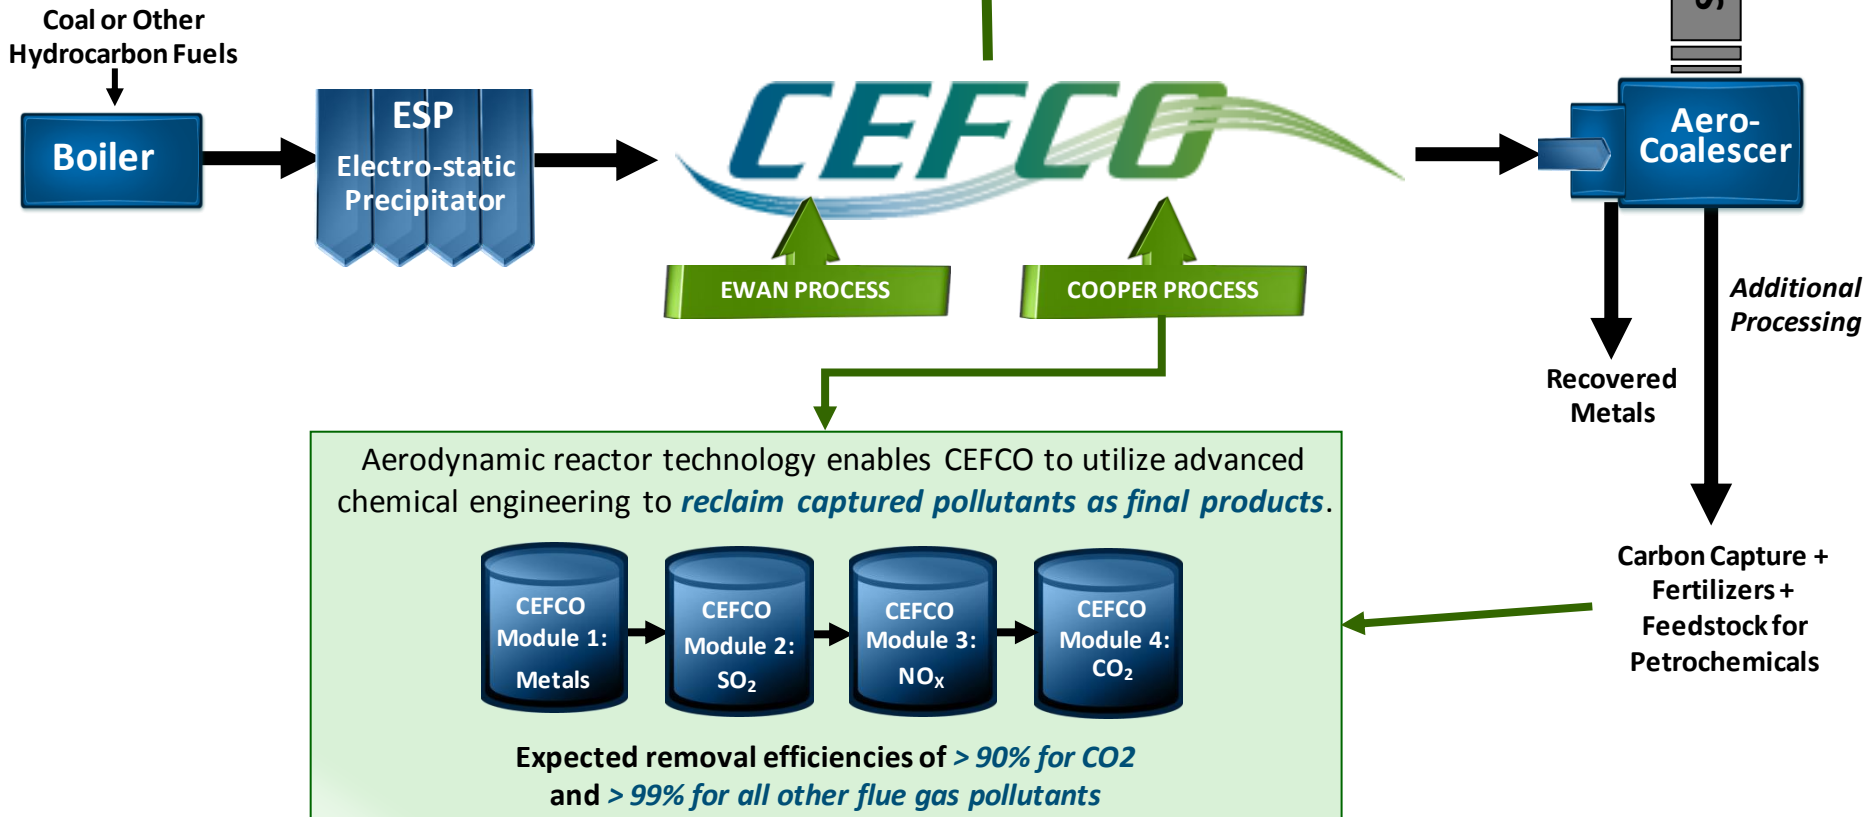 Coal or Other
Hydrocarbon Fuels
Boiler
ESP
Electro-static
Precipitator
CEFCO
Aero-
Coalescer
EWAN PROCESS
COOPER PROCESS
Additional
Processing
Recovered
Metals
Aerodynamic reactor technology enables CEFCO to utilize advanced
chemical engineering to reclaim captured pollutants as final products.
CEFCO
Module 1:
Metals
CEFCO
Module 2:
SO₂
CEFCO
Module 3:
NOₓ
CEFCO
Module 4:
CO₂
Carbon Capture +
Fertilizers +
Feedstock for
Petrochemicals
Expected removal efficiencies of > 90% for CO2
and > 99% for all other flue gas pollutants